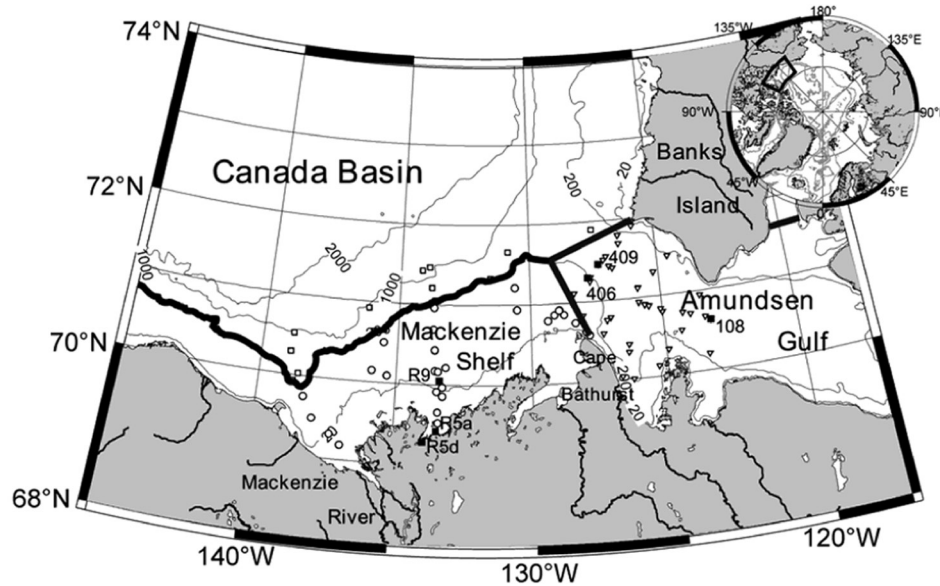 74°N
72°N
70°N
68°N
140°W
130°W
120°W
180°
135°W
135°E
90°W
90°E
45°W
45°E
0°
Canada Basin
Banks
Island
200
20
2000
1000
1000
409
406
Amundsen
Gulf
108
Mackenzie
Shelf
R9
Cape
Bathurst
200
20
R5a
R5d
Mackenzie
River